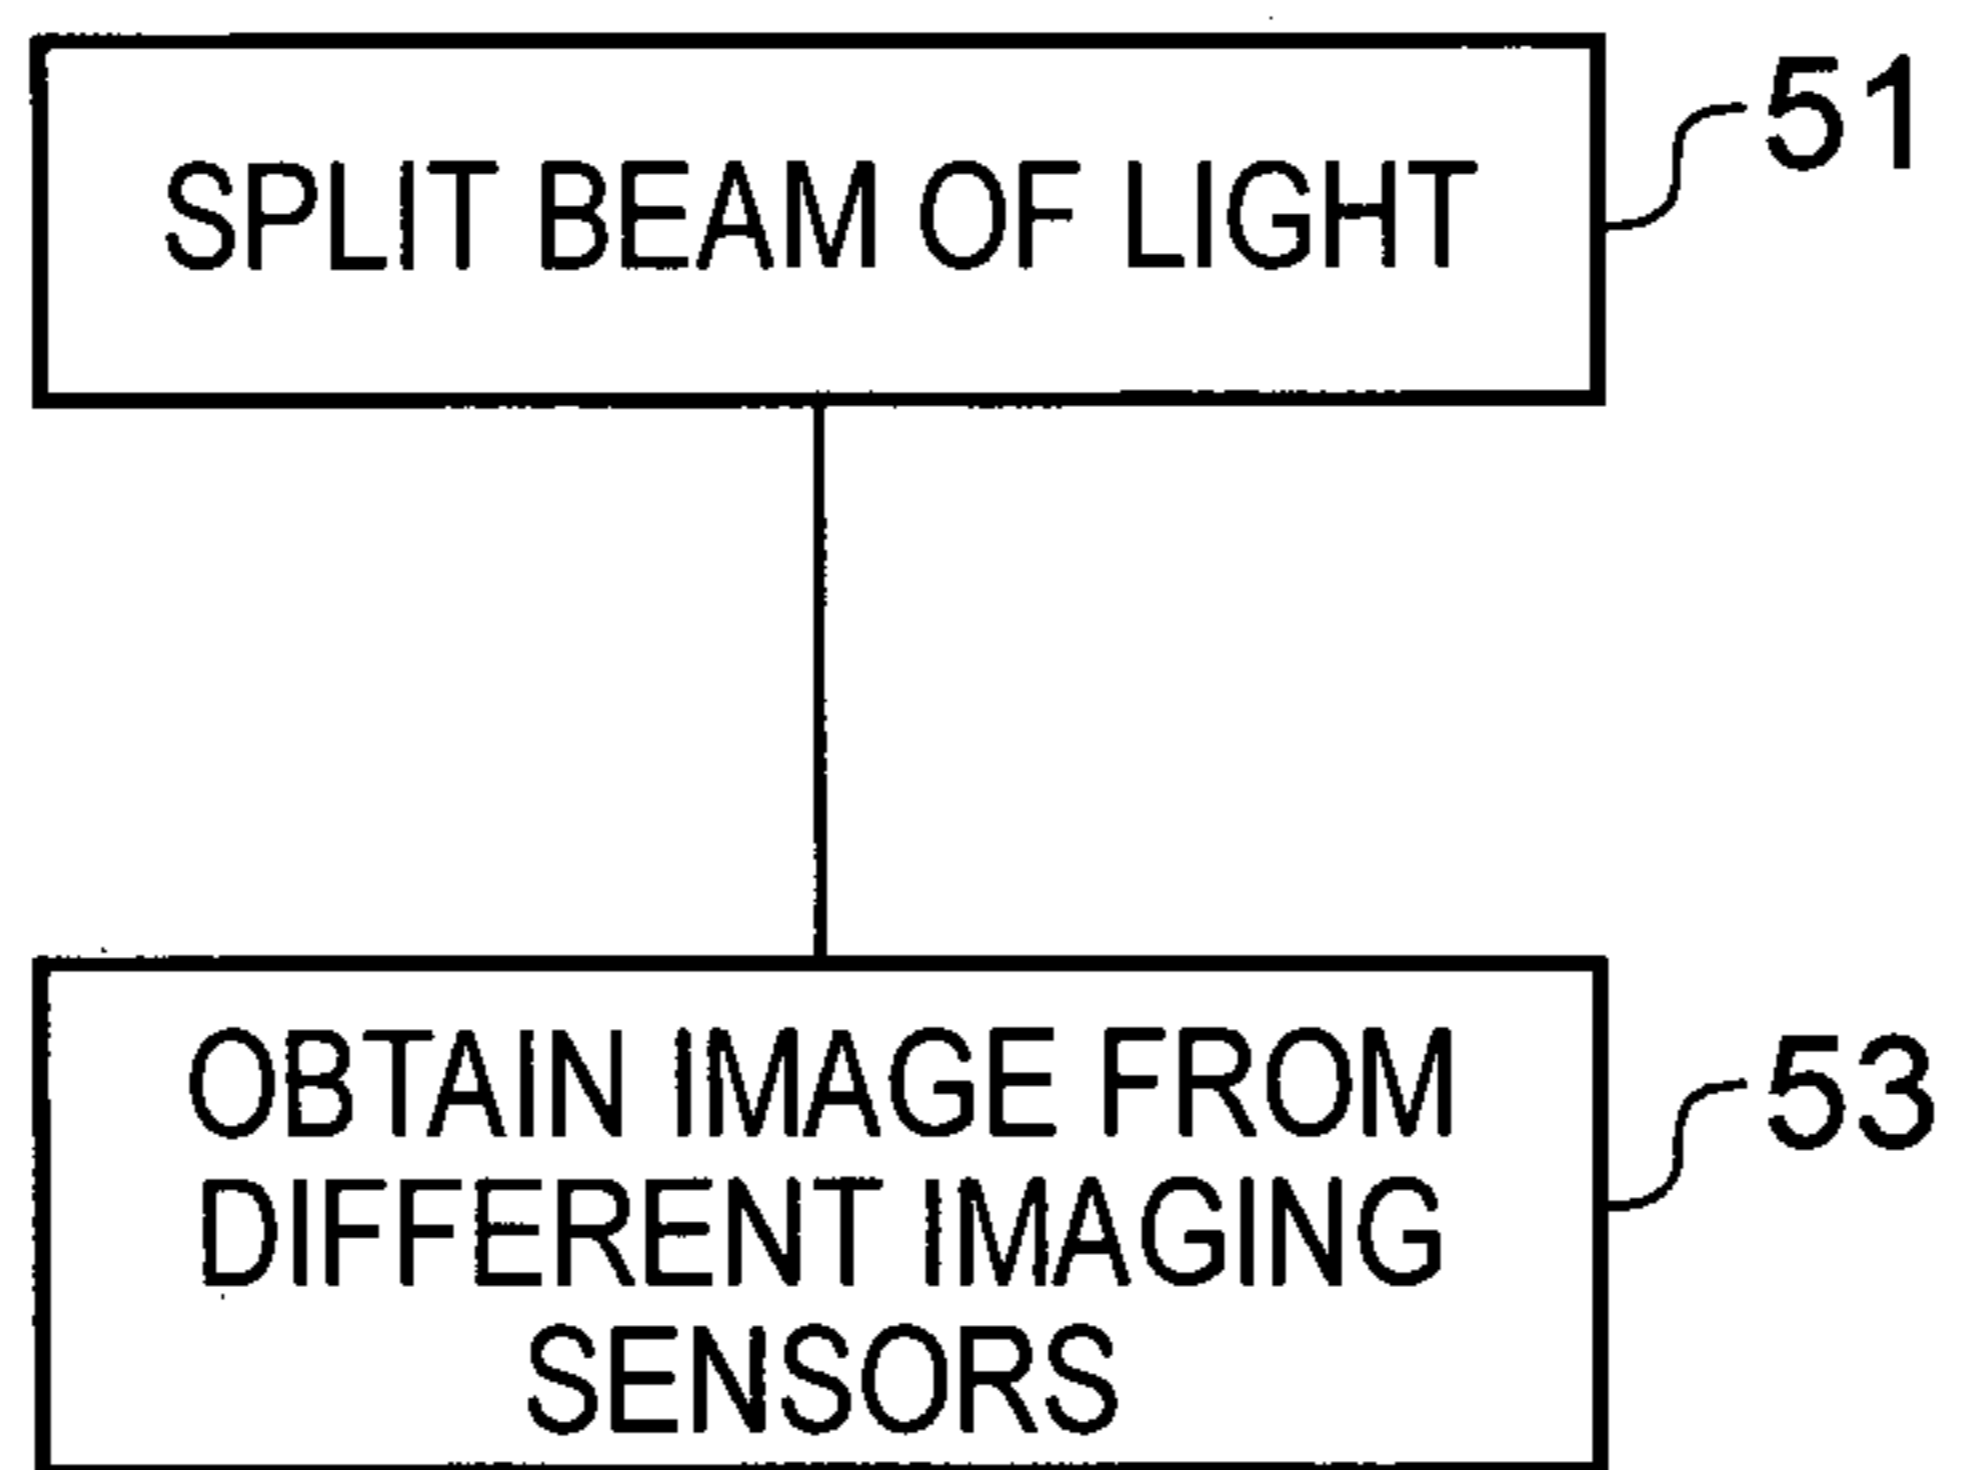 SPLIT BEAM OF LIGHT
51
OBTAIN IMAGE FROM
DIFFERENT IMAGING
SENSORS
53